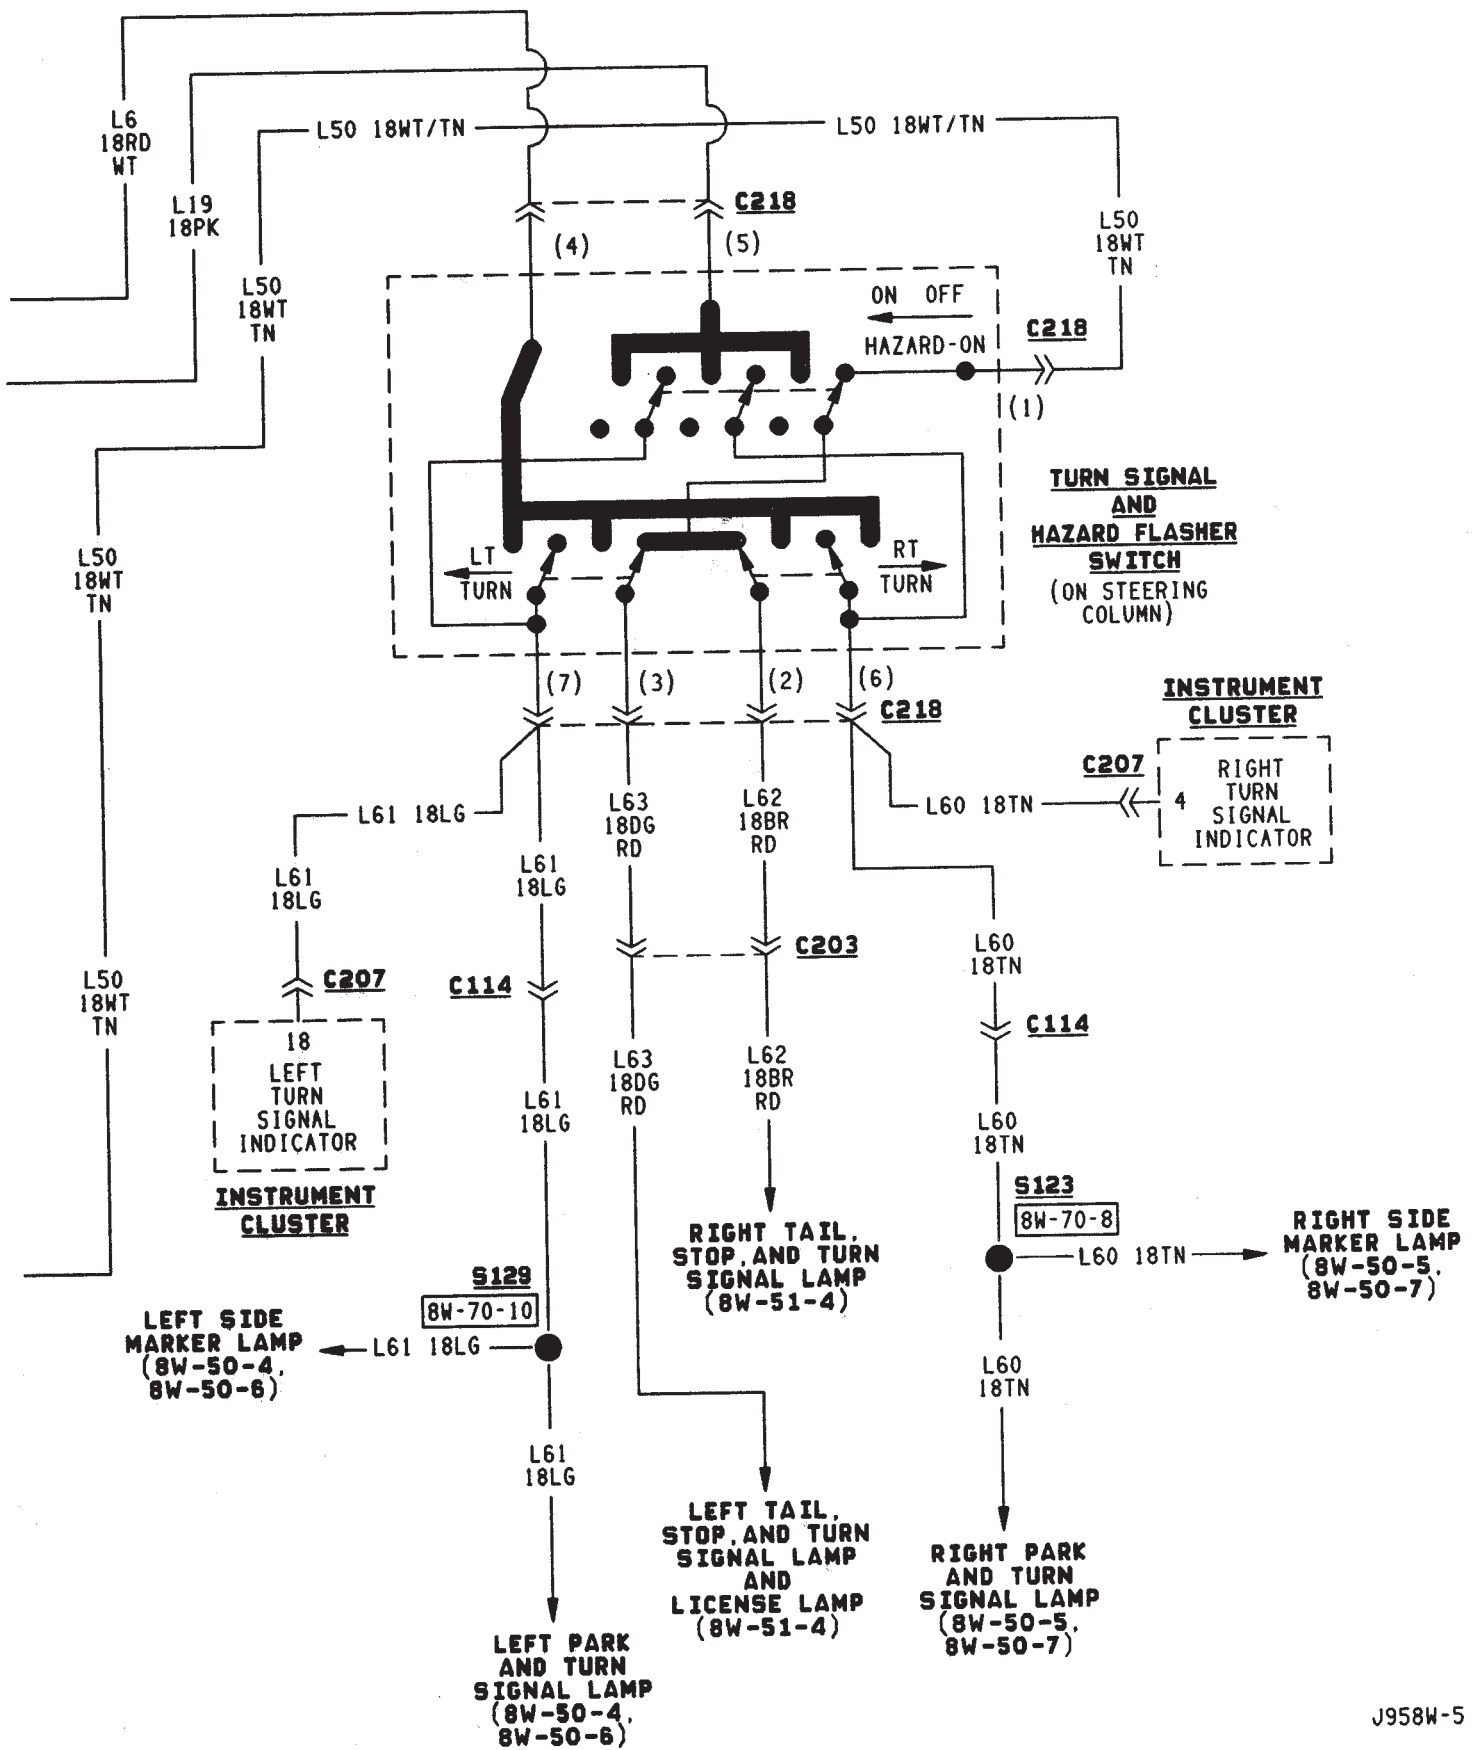 L6
18RD
WT
L19
18PK
L50 18WT/TN
L50 18WT/TN
C218
(4)
(5)
L50
18WT
TN
L50
18WT
TN
ON OFF
HAZARD-ON
C218
(1)
TURN SIGNAL
AND
HAZARD FLASHER
SWITCH
(ON STEERING
COLUMN)
LT
TURN
RT
TURN
L50
18WT
TN
(7)
(3)
(2)
(6)
C218
INSTRUMENT
CLUSTER
C207
4
RIGHT
TURN
SIGNAL
INDICATOR
L61 18LG
L63
18DG
RD
L62
18BR
RD
L60 18TN
L61
18LG
L61
18LG
C203
L60
18TN
C207
C114
L50
18WT
TN
C114
18
LEFT
TURN
SIGNAL
INDICATOR
INSTRUMENT
CLUSTER
L63
18DG
RD
L62
18BR
RD
L61
18LG
L60
18TN
S123
8W-70-8
L60 18TN
RIGHT SIDE
MARKER LAMP
(8W-50-5,
8W-50-7)
RIGHT TAIL,
STOP, AND TURN
SIGNAL LAMP
(8W-51-4)
S129
8W-70-10
LEFT SIDE
MARKER LAMP
(8W-50-4,
8W-50-6)
L61 18LG
L60
18TN
L61
18LG
LEFT TAIL,
STOP, AND TURN
SIGNAL LAMP
AND
LICENSE LAMP
(8W-51-4)
RIGHT PARK
AND TURN
SIGNAL LAMP
(8W-50-5,
8W-50-7)
LEFT PARK
AND TURN
SIGNAL LAMP
(8W-50-4,
8W-50-6)
J958W-5